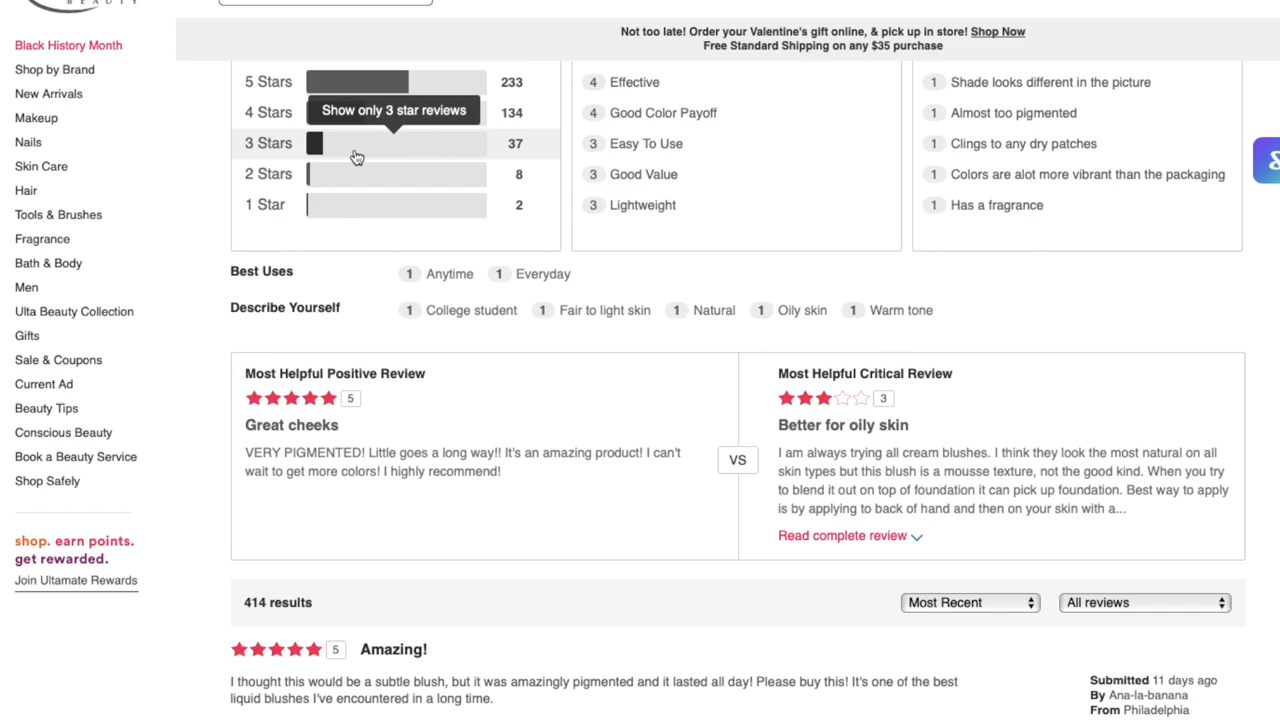 BEAUTY
Not too late! Order your Valentine's gift online, & pick up in store! Shop Now
Free Standard Shipping on any $35 purchase
Black History Month
Shop by Brand
New Arrivals
Makeup
Nails
Skin Care
Hair
Tools & Brushes
Fragrance
Bath & Body
Men
Ulta Beauty Collection
Gifts
Sale & Coupons
Current Ad
Beauty Tips
Conscious Beauty
Book a Beauty Service
Shop Safely
shop. earn points.
get rewarded.
Join Ultamate Rewards
5 Stars 233
4 Stars 134
Show only 3 star reviews
3 Stars 37
2 Stars 8
1 Star 2
4 Effective
4 Good Color Payoff
3 Easy To Use
3 Good Value
3 Lightweight
1 Shade looks different in the picture
1 Almost too pigmented
1 Clings to any dry patches
1 Colors are alot more vibrant than the packaging
1 Has a fragrance
Best Uses 1 Anytime 1 Everyday
Describe Yourself 1 College student 1 Fair to light skin 1 Natural 1 Oily skin 1 Warm tone
Most Helpful Positive Review
5
Great cheeks
VERY PIGMENTED! Little goes a long way!! It's an amazing product! I can't
wait to get more colors! I highly recommend!
VS
Most Helpful Critical Review
3
Better for oily skin
I am always trying all cream blushes. I think they look the most natural on all
skin types but this blush is a mousse texture, not the good kind. When you try
to blend it out on top of foundation it can pick up foundation. Best way to apply
is by applying to back of hand and then on your skin with a...
Read complete review
414 results
Most Recent
All reviews
5 Amazing!
I thought this would be a subtle blush, but it was amazingly pigmented and it lasted all day! Please buy this! It's one of the best
liquid blushes I've encountered in a long time.
Submitted 11 days ago
By Ana-la-banana
From Philadelphia